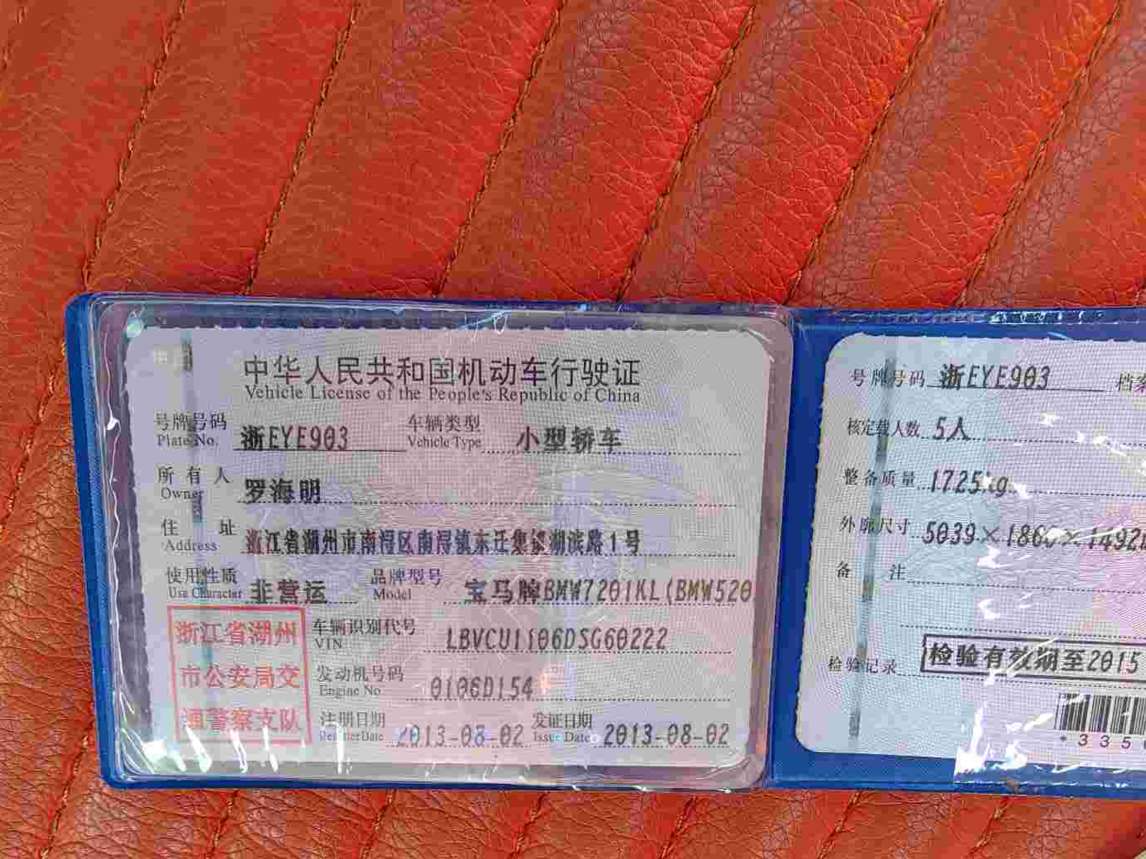 中华人民共和国机动车行驶证
Vehicle License of the People's Republic of China
号牌号码 浙EYE903 车辆类型 小型轿车
Plate No. Vehicle Type
所有人 罗海明
Owner
住址 浙江省湖州市南浔区南浔镇东迁集镇湖滨路1号
Address
使用性质 非营运 品牌型号 宝马牌BMW7201KL(BMW520
Use Character Model
浙江省湖州
市公安局交
通警察支队
车辆识别代号 LBVCU1106DSG60222
VIN
发动机号码 0106D154
Engine No.
注册日期 2013-08-02 发证日期 2013-08-02
Register Date Issue Date
号牌号码 浙EYE903 档案
核定载人数 5人
整备质量 1725kg
外廓尺寸 5039×1860×1492
备注
检验记录 检验有效期至2015
*335